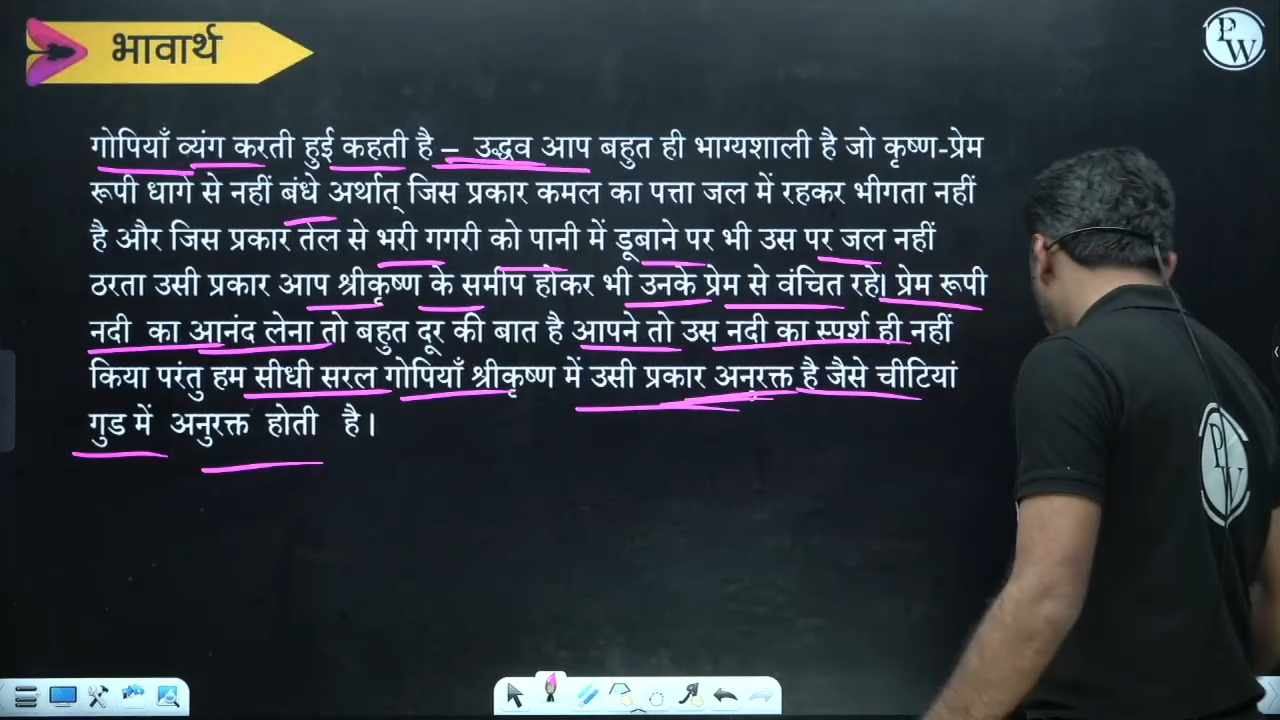 भावार्थ
PW
गोपियाँ व्यंग करती हुई कहती है – उद्धव आप बहुत ही भाग्यशाली है जो कृष्ण-प्रेम
रूपी धागे से नहीं बंधे अर्थात् जिस प्रकार कमल का पत्ता जल में रहकर भीगता नहीं
है और जिस प्रकार तेल से भरी गगरी को पानी में डूबाने पर भी उस पर जल नहीं
ठरता उसी प्रकार आप श्रीकृष्ण के समीप होकर भी उनके प्रेम से वंचित रहे। प्रेम रूपी
नदी का आनंद लेना तो बहुत दूर की बात है आपने तो उस नदी का स्पर्श ही नहीं
किया परंतु हम सीधी सरल गोपियाँ श्रीकृष्ण में उसी प्रकार अनुरक्त है जैसे चीटियां
गुड में अनुरक्त होती है।
PW